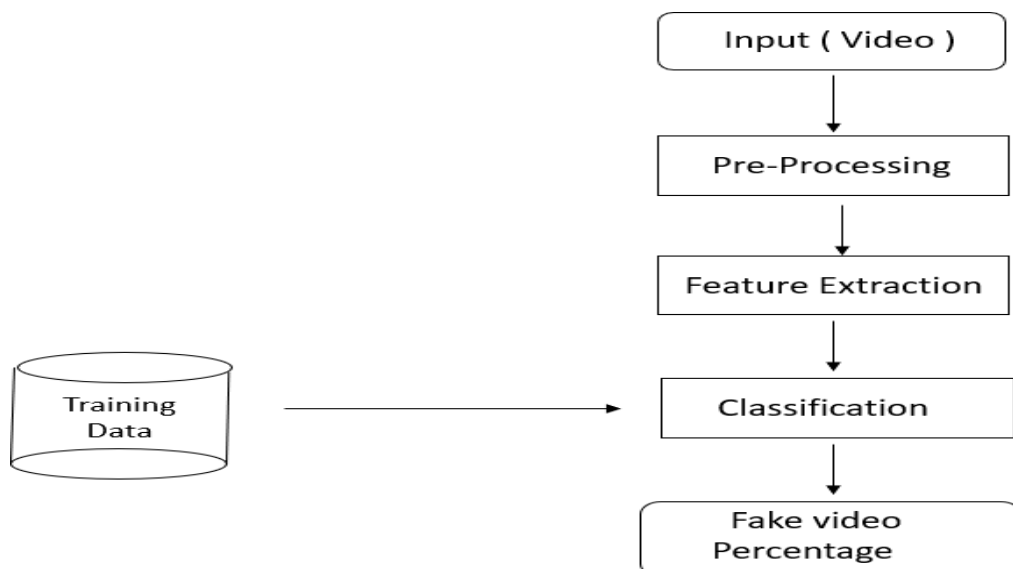 Input ( Video )
Pre-Processing
Feature Extraction
Training
Data
Classification
Fake video
Percentage